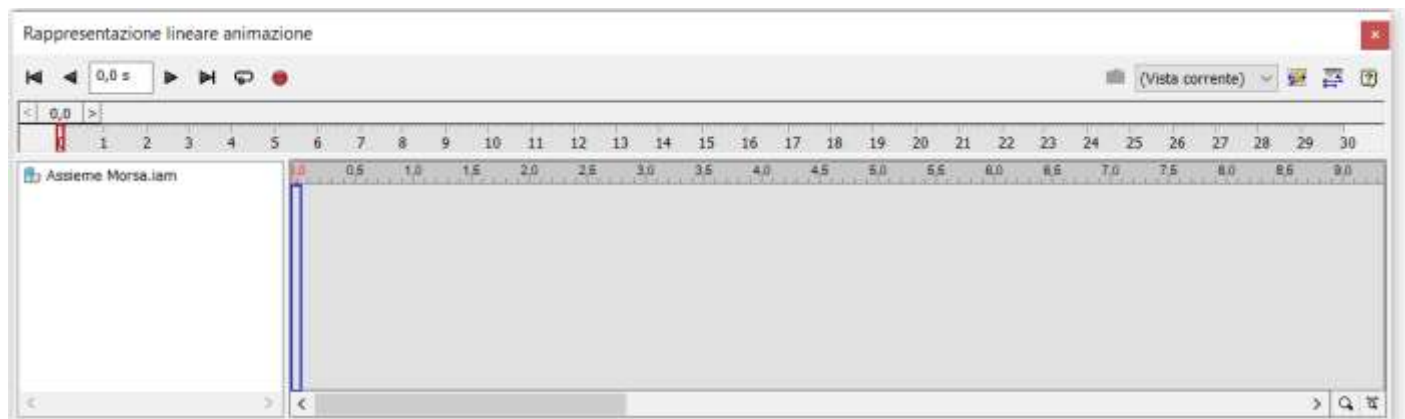 Rappresentazione lineare animazione
0,0 s
(Vista corrente)
< 0,0 >
0 1 2 3 4 5 6 7 8 9 10 11 12 13 14 15 16 17 18 19 20 21 22 23 24 25 26 27 28 29 30
Assieme Morsa.iam
0,5 1,0 1,5 2,0 2,5 3,0 3,5 4,0 4,5 5,0 5,5 6,0 6,5 7,0 7,5 8,0 8,5 9,0